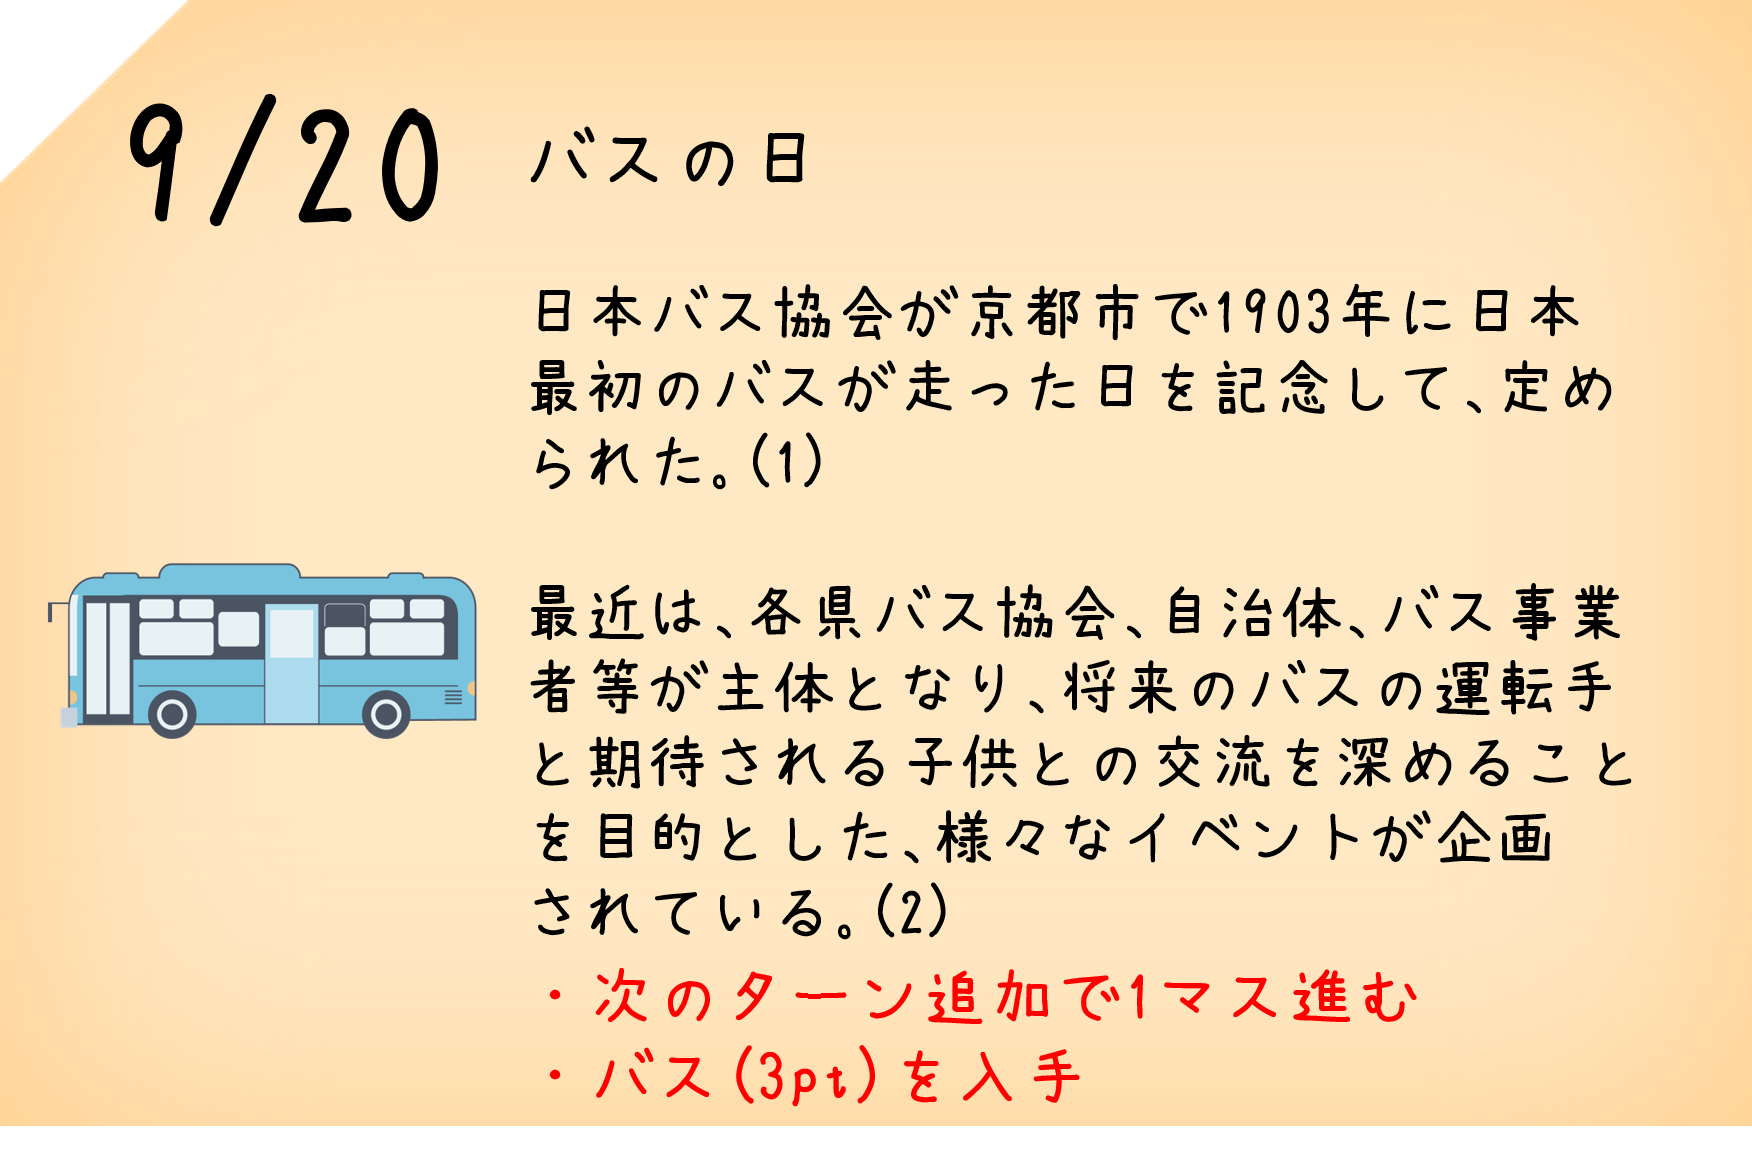 9/20 バスの日
日本バス協会が京都市で1903年に日本
最初のバスが走った日を記念して、定め
られた。(1)
最近は、各県バス協会、自治体、バス事業
者等が主体となり、将来のバスの運転手
と期待される子供との交流を深めること
を目的とした、様々なイベントが企画
されている。(2)
・次のターン追加で1マス進む
・バス(3pt)を入手